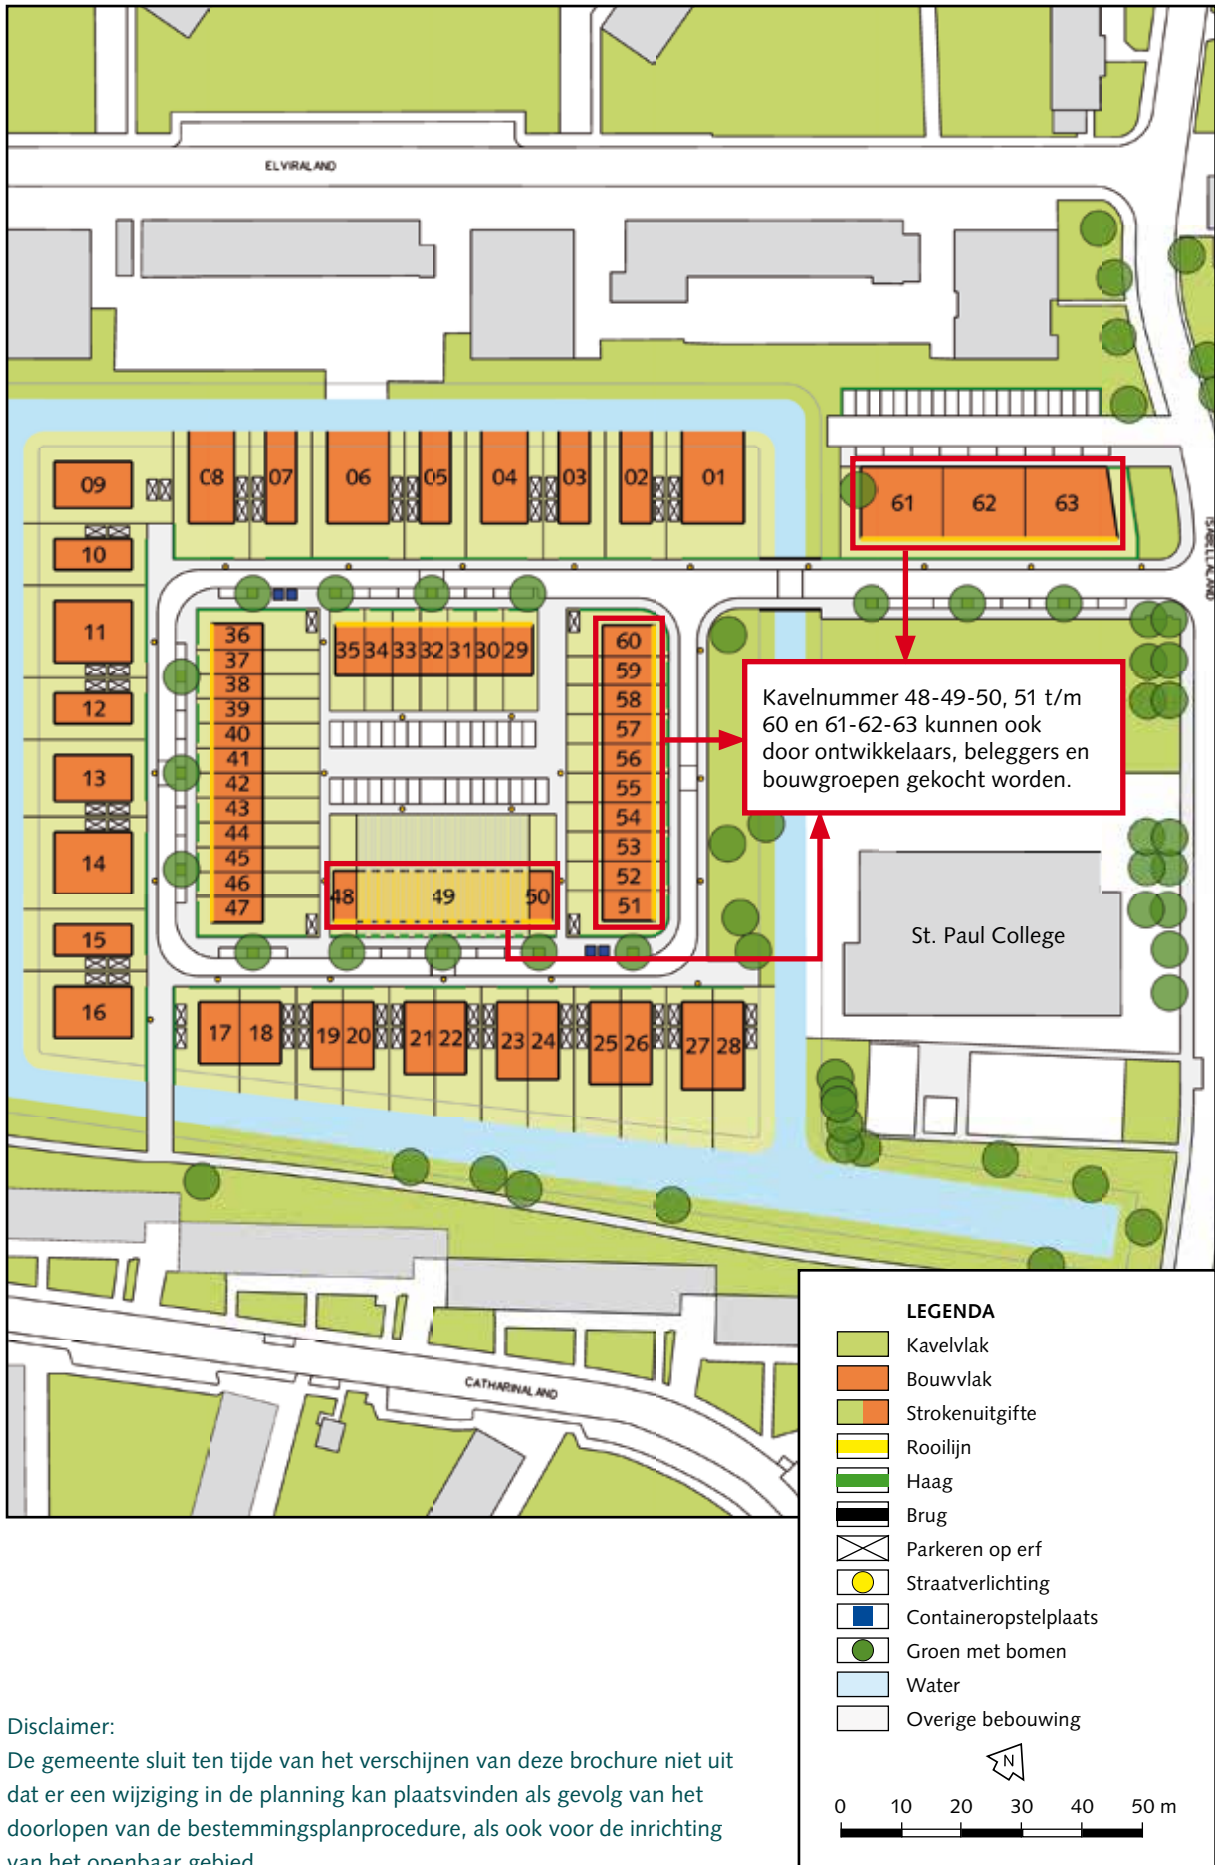 ELVIRALAND
08 07 06 05 04 03 02 01
09
61 62 63
10
ISABELLALAND
11
36
37
38
39
40
41
42
43
44
45
46
47
35 34 33 32 31 30 29
60
59
58
57
56
55
54
53
52
51
Kavelnummer 48-49-50, 51 t/m
60 en 61-62-63 kunnen ook
door ontwikkelaars, beleggers en
bouwgroepen gekocht worden.
12
13
14
48 49 50
15
St. Paul College
16
17 18 19 20 21 22 23 24 25 26 27 28
CATHARINALAND
LEGENDA
Kavelvlak
Bouwvlak
Strokenuitgifte
Rooilijn
Haag
Brug
Parkeren op erf
Straatverlichting
Containeropstelplaats
Groen met bomen
Water
Overige bebouwing
N
0 10 20 30 40 50 m
Disclaimer:
De gemeente sluit ten tijde van het verschijnen van deze brochure niet uit
dat er een wijziging in de planning kan plaatsvinden als gevolg van het
doorlopen van de bestemmingsplanprocedure, als ook voor de inrichting
van het openbaar gebied.